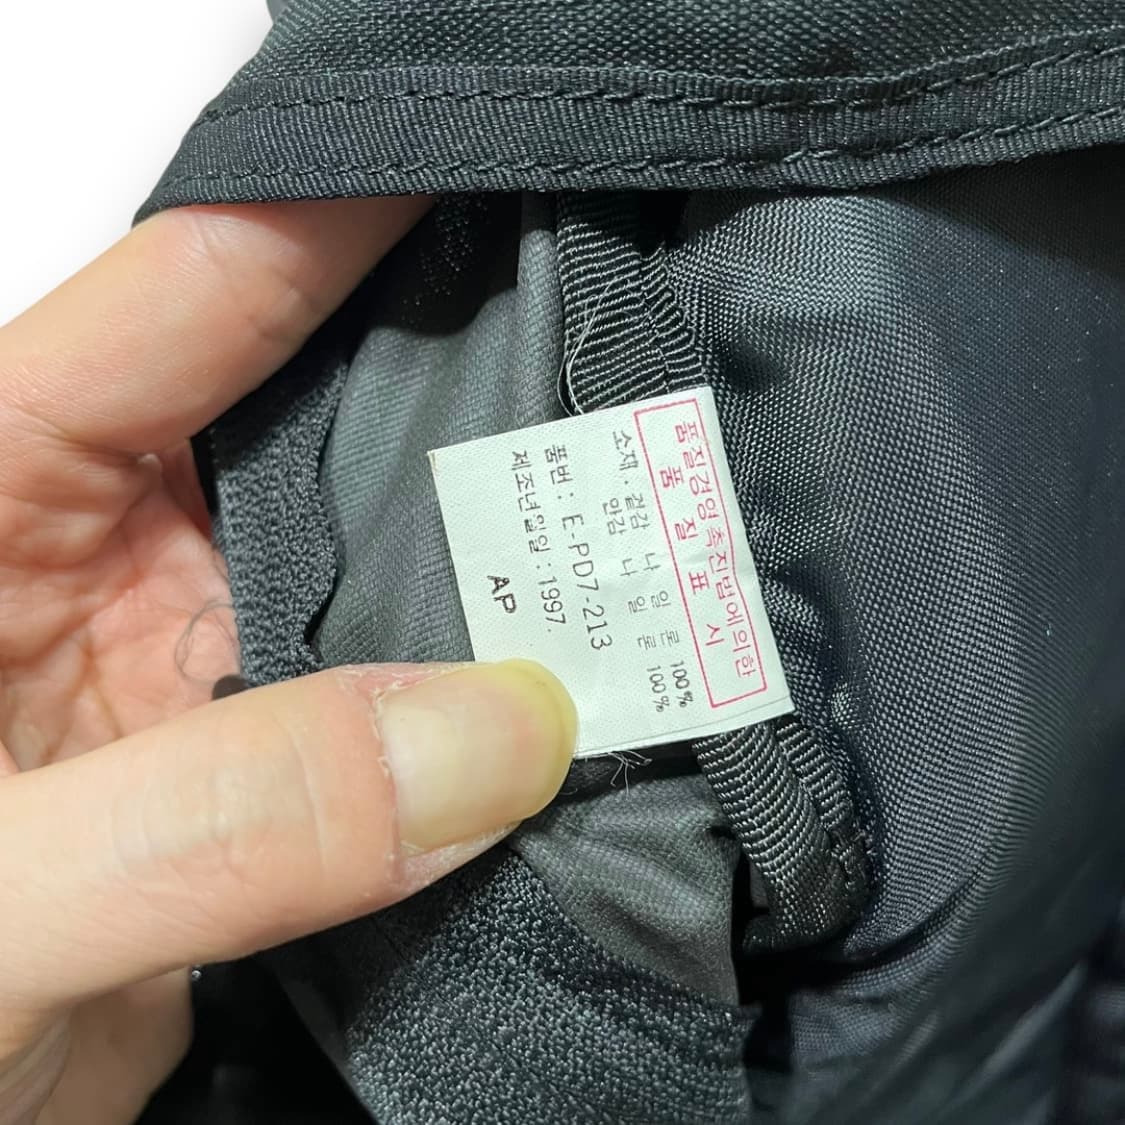 품질경영촉진법에의한
품 질 표 시
소재 . 겉감 나 일 론 100%
안감 나 일 론 100%
품번 : E-PD7-213
제조년월일 : 1997.
AP